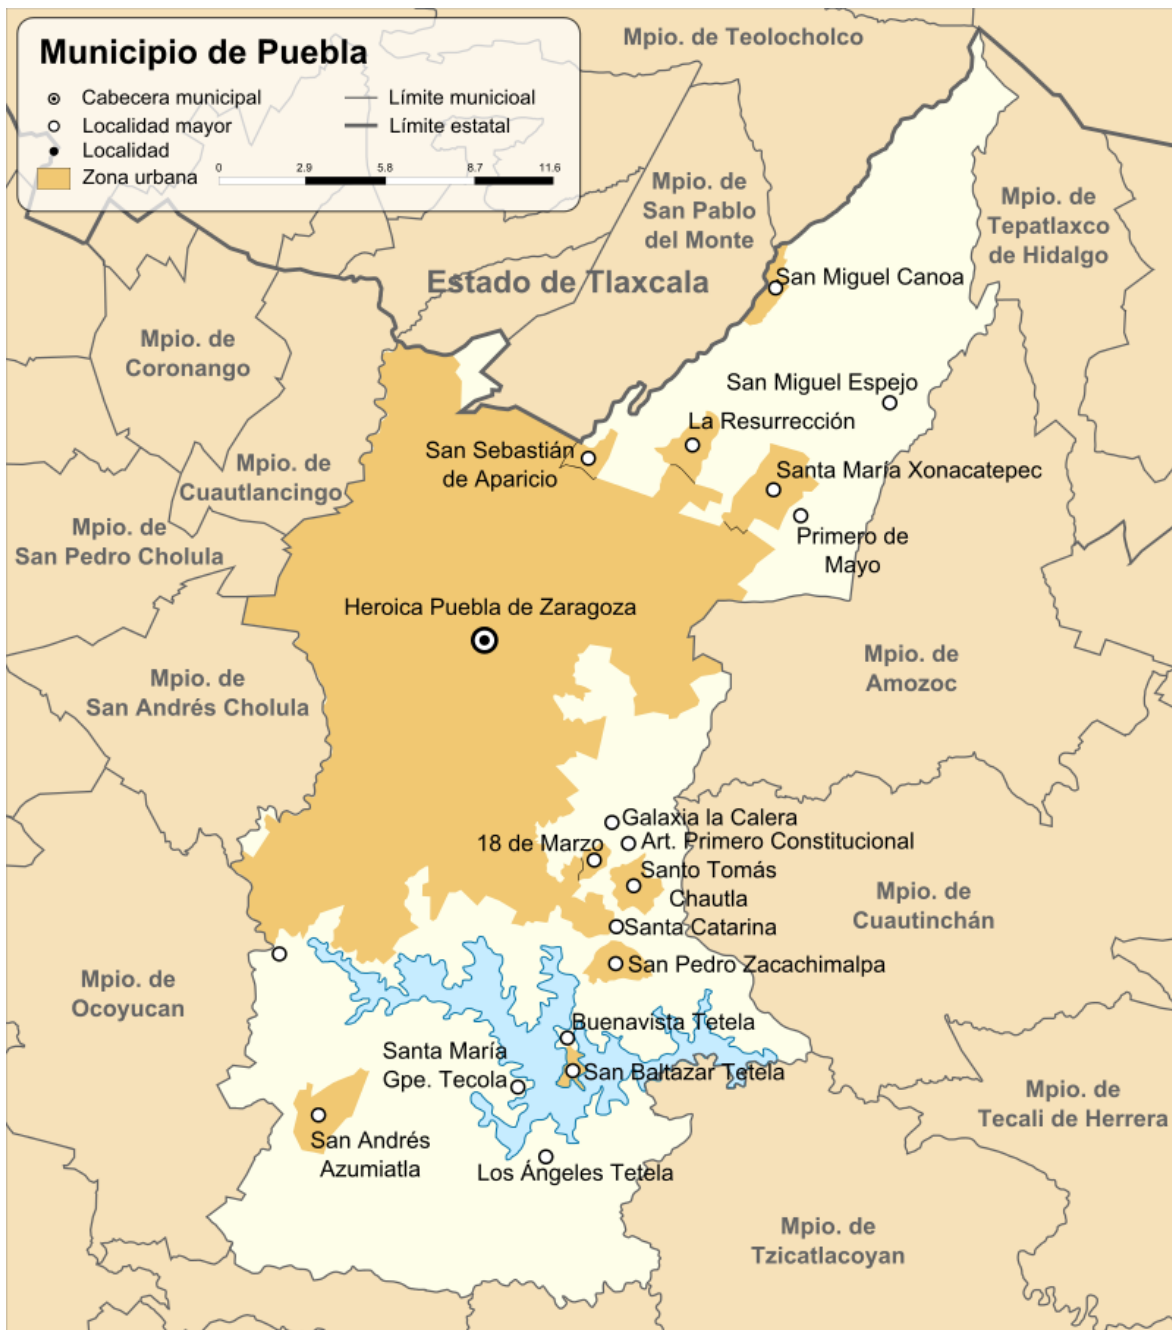 Municipio de Puebla
Cabecera municipal
Localidad mayor
Localidad
Zona urbana
Límite municioal
Límite estatal
0 2.9 5.8 8.7 11.6
Mpio. de Teolocholco
Mpio. de
San Pablo
del Monte
Mpio. de
Tepatlaxco
de Hidalgo
Estado de Tlaxcala
San Miguel Canoa
Mpio. de
Coronango
San Miguel Espejo
La Resurrección
San Sebastián
de Aparicio
Mpio. de
Cuautlancingo
Santa María Xonacatepec
Mpio. de
San Pedro Cholula
Primero de
Mayo
Heroica Puebla de Zaragoza
Mpio. de
Amozoc
Mpio. de
San Andrés Cholula
Galaxia la Calera
18 de Marzo
Art. Primero Constitucional
Santo Tomás
Chautla
Mpio. de
Cuautinchán
Santa Catarina
San Pedro Zacachimalpa
Mpio. de
Ocoyucan
Buenavista Tetela
Santa María
Gpe. Tecola
San Baltazar Tetela
Mpio. de
Tecali de Herrera
San Andrés
Azumiatla
Los Ángeles Tetela
Mpio. de
Tzicatlacoyan